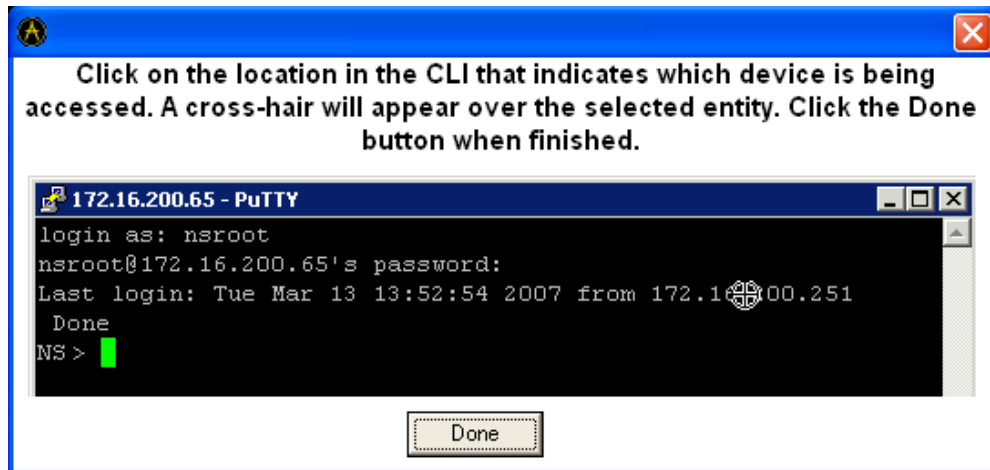 Click on the location in the CLI that indicates which device is being
accessed. A cross-hair will appear over the selected entity. Click the Done
button when finished.
172.16.200.65 - PuTTY
login as: nsroot
nsroot@172.16.200.65's password:
Last login: Tue Mar 13 13:52:54 2007 from
Done
NS >
Done